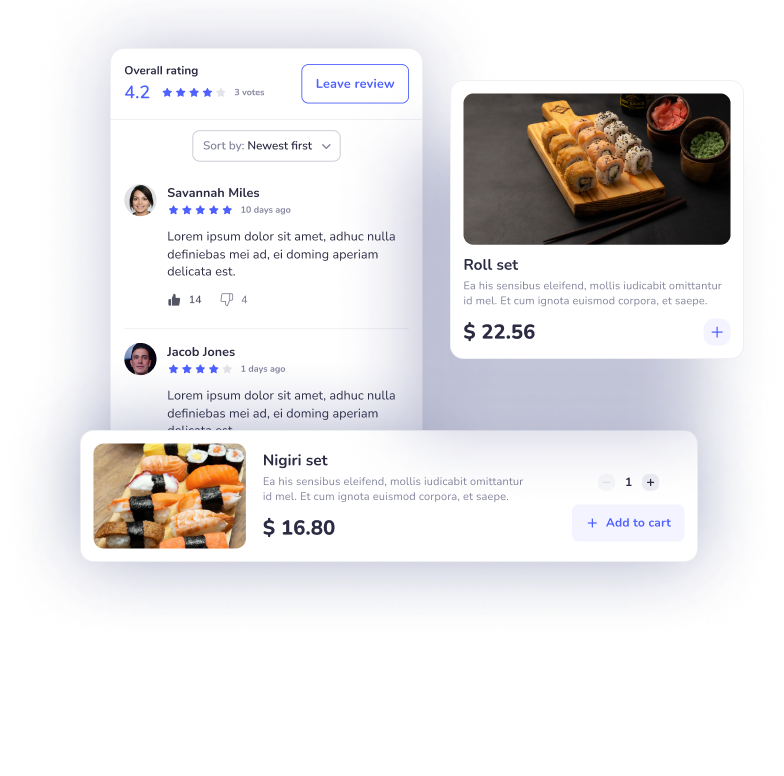 Overall rating
4.2 3 votes
Leave review
Sort by: Newest first
Savannah Miles
10 days ago
Lorem ipsum dolor sit amet, adhuc nulla
definiebas mei ad, ei doming aperiam
delicata est.
14 4
Jacob Jones
1 days ago
Lorem ipsum dolor sit amet, adhuc nulla
definiebas mei ad, ei doming aperiam
delicata est.
Roll set
Ea his sensibus eleifend, mollis iudicabit omittantur
id mel. Et cum ignota euismod corpora, et saepe.
$ 22.56 +
Nigiri set
Ea his sensibus eleifend, mollis iudicabit omittantur
id mel. Et cum ignota euismod corpora, et saepe.
$ 16.80
− 1 +
+ Add to cart